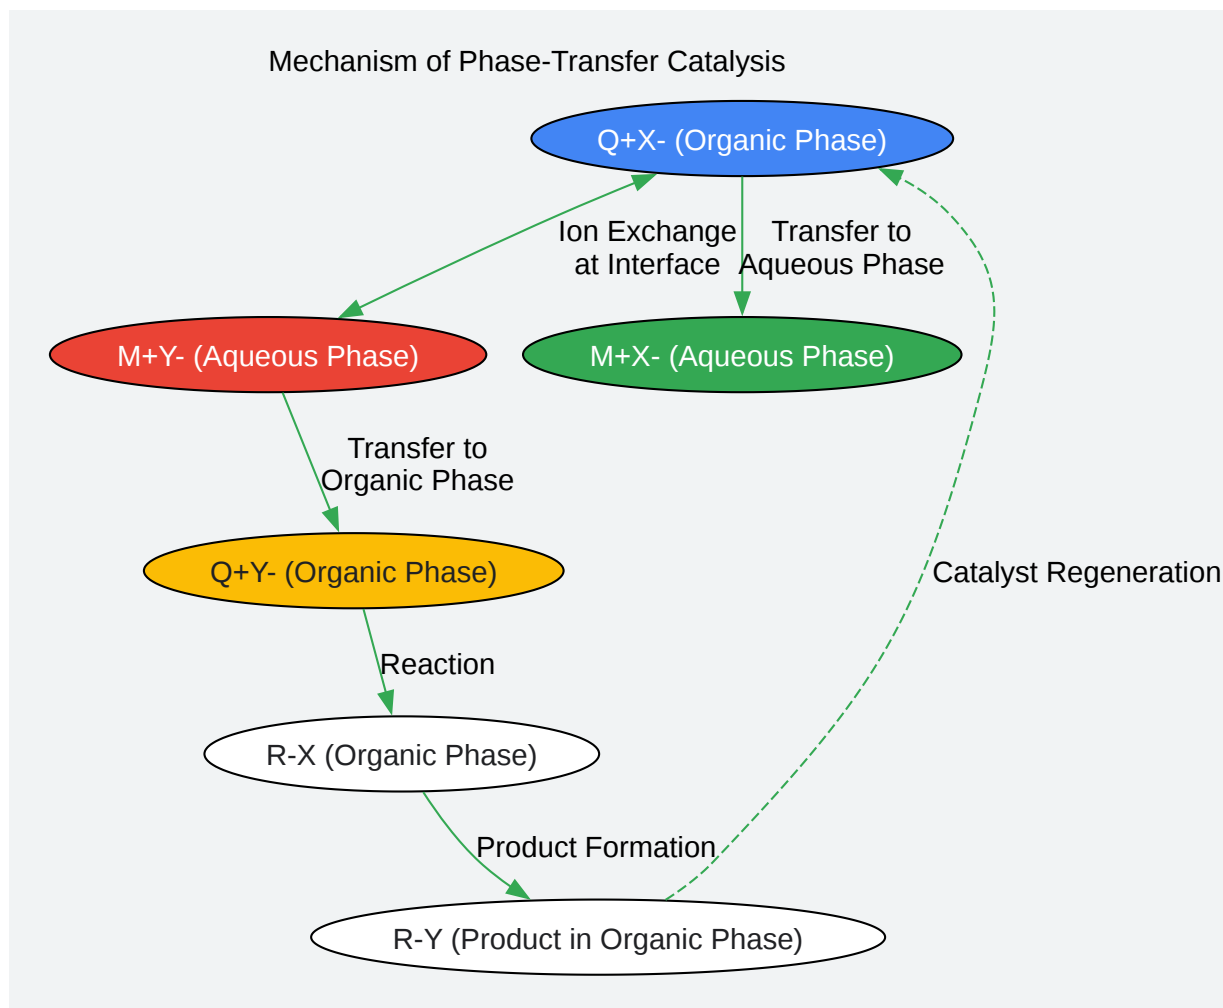 Mechanism of Phase-Transfer Catalysis
Q+X- (Organic Phase)
Ion Exchange
at Interface
Transfer to
Aqueous Phase
M+Y- (Aqueous Phase)
M+X- (Aqueous Phase)
Transfer to
Organic Phase
Q+Y- (Organic Phase)
Catalyst Regeneration
Reaction
R-X (Organic Phase)
Product Formation
R-Y (Product in Organic Phase)